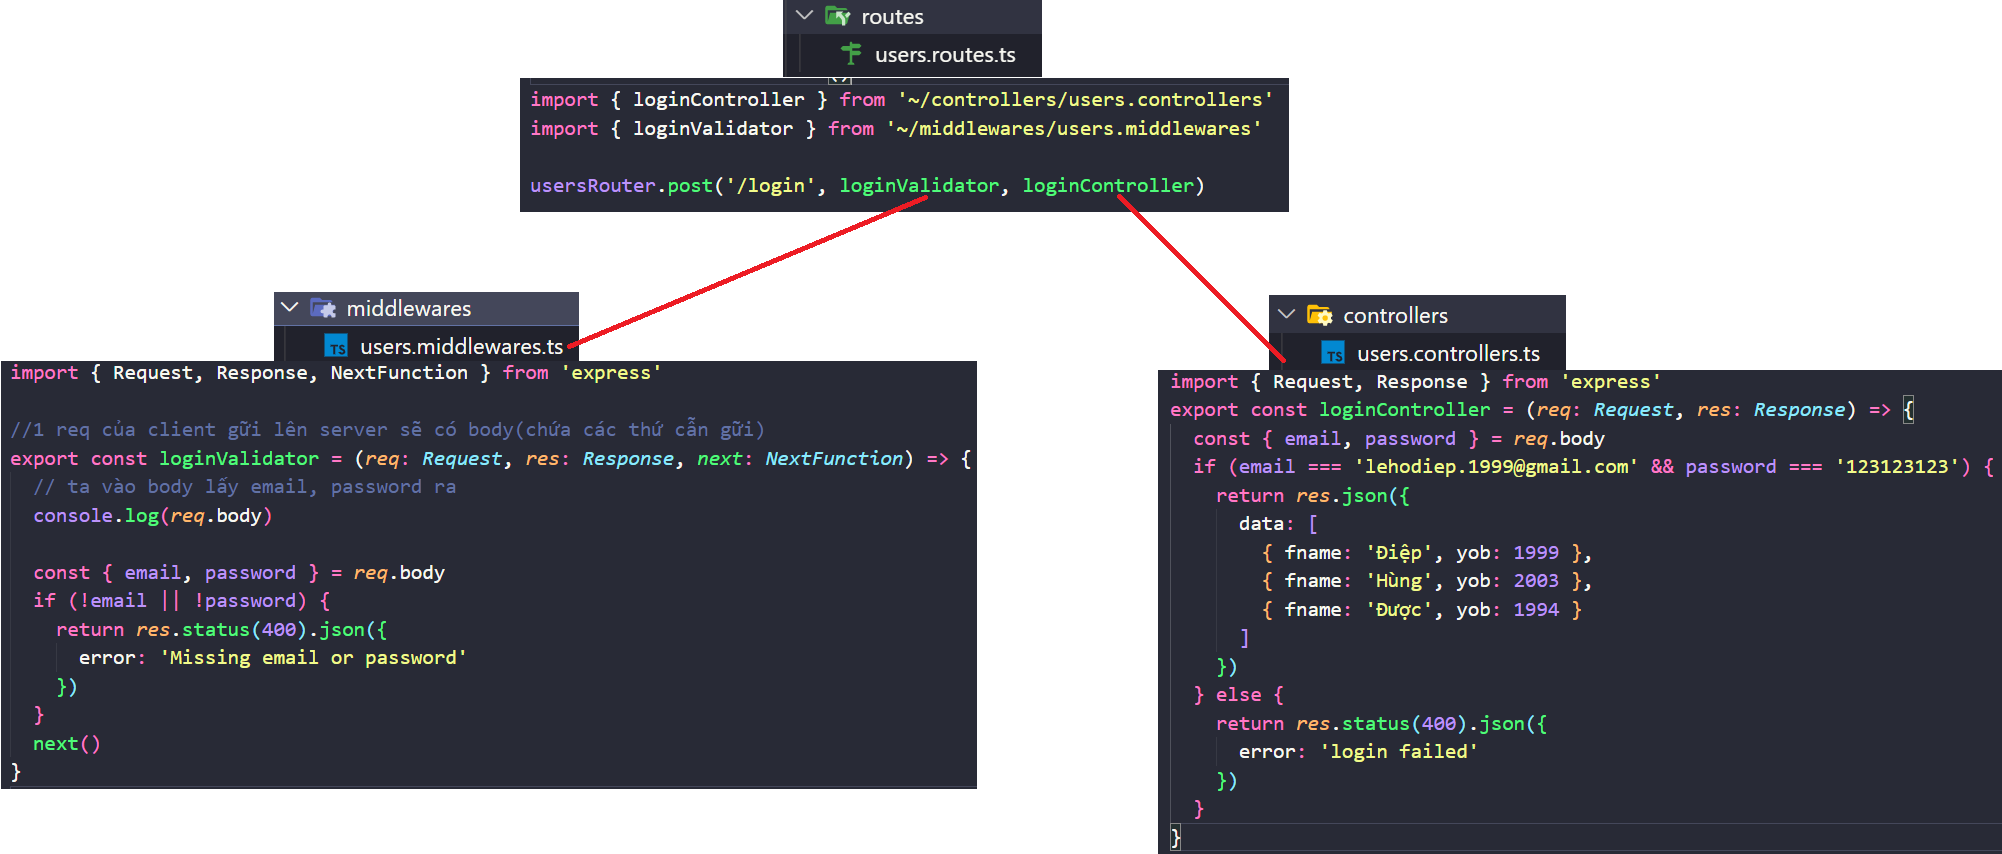 routes
users.routes.ts
import { loginController } from '~/controllers/users.controllers'
import { loginValidator } from '~/middlewares/users.middlewares'
usersRouter.post('/login', loginValidator, loginController)
middlewares
TS users.middlewares.ts
import { Request, Response, NextFunction } from 'express'
//1 req của client gữi lên server sẽ có body(chứa các thứ cẫn gữi)
export const loginValidator = (req: Request, res: Response, next: NextFunction) => {
// ta vào body lấy email, password ra
console.log(req.body)
const { email, password } = req.body
if (!email || !password) {
return res.status(400).json({
error: 'Missing email or password'
})
}
next()
}
controllers
TS users.controllers.ts
import { Request, Response } from 'express'
export const loginController = (req: Request, res: Response) => {
const { email, password } = req.body
if (email === 'lehodiep.1999@gmail.com' && password === '123123123') {
return res.json({
data: [
{ fname: 'Điệp', yob: 1999 },
{ fname: 'Hùng', yob: 2003 },
{ fname: 'Được', yob: 1994 }
]
})
} else {
return res.status(400).json({
error: 'login failed'
})
}
}